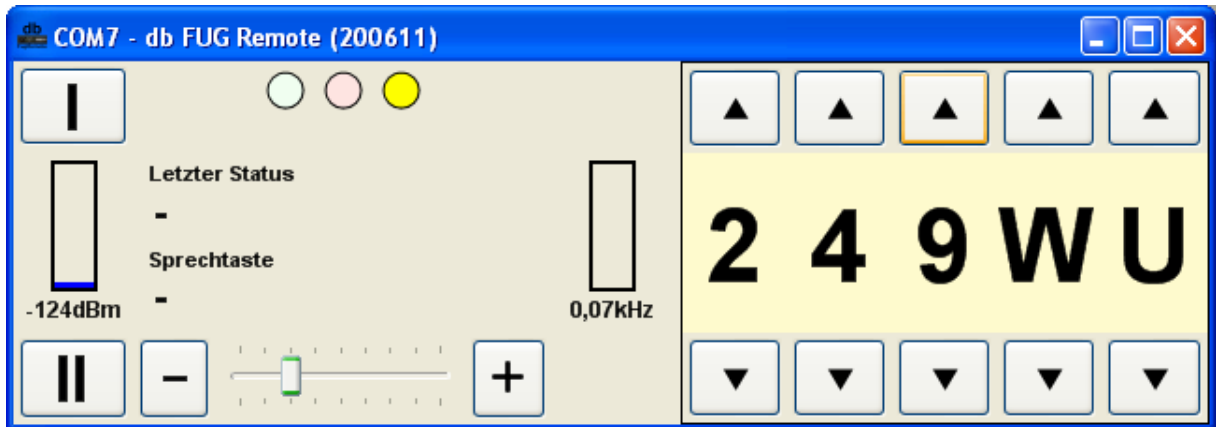 COM7 - db FUG Remote (200611)
I
Letzter Status
-
Sprechtaste
-
-124dBm
0,07kHz
II
- +
2 4 9 W U